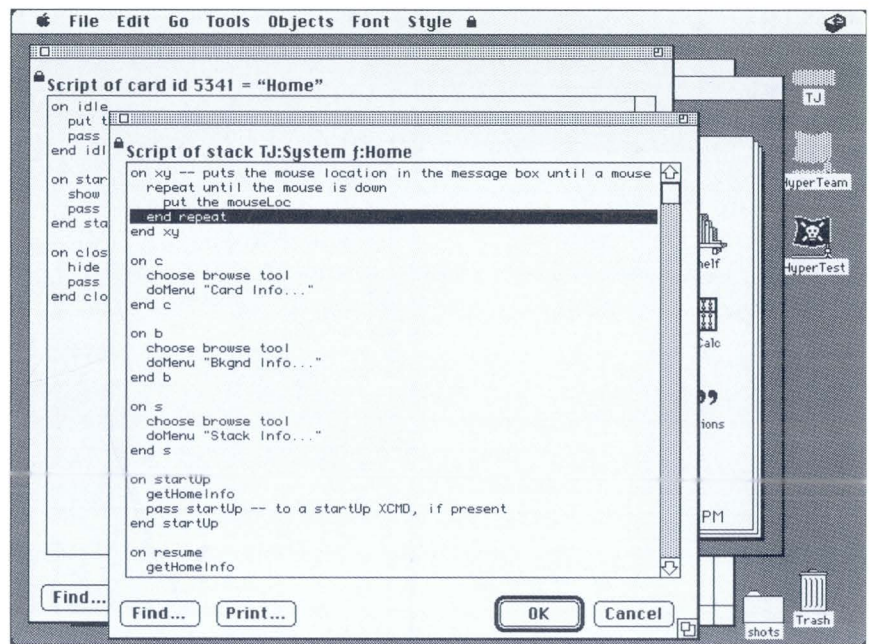 File Edit Go Tools Objects Font Style
Script of card id 5341 = “Home”
on idle
put t
pass
end idl
on star
show
pass
end sta
on clos
hide
pass
end clo
Find...
Script of stack TJ:System ƒ:Home
on xy -- puts the mouse location in the message box until a mouse
repeat until the mouse is down
put the mouseLoc
end repeat
end xy
on c
choose browse tool
doMenu "Card Info..."
end c
on b
choose browse tool
doMenu "Bkgnd Info..."
end b
on s
choose browse tool
doMenu "Stack Info..."
end s
on startUp
getHomeInfo
pass startUp -- to a startUp XCMD, if present
end startUp
on resume
getHomeInfo
Find... Print... OK Cancel
helf
Calc
ions
PM
TJ
HyperTeam
HyperTest
shots
Trash